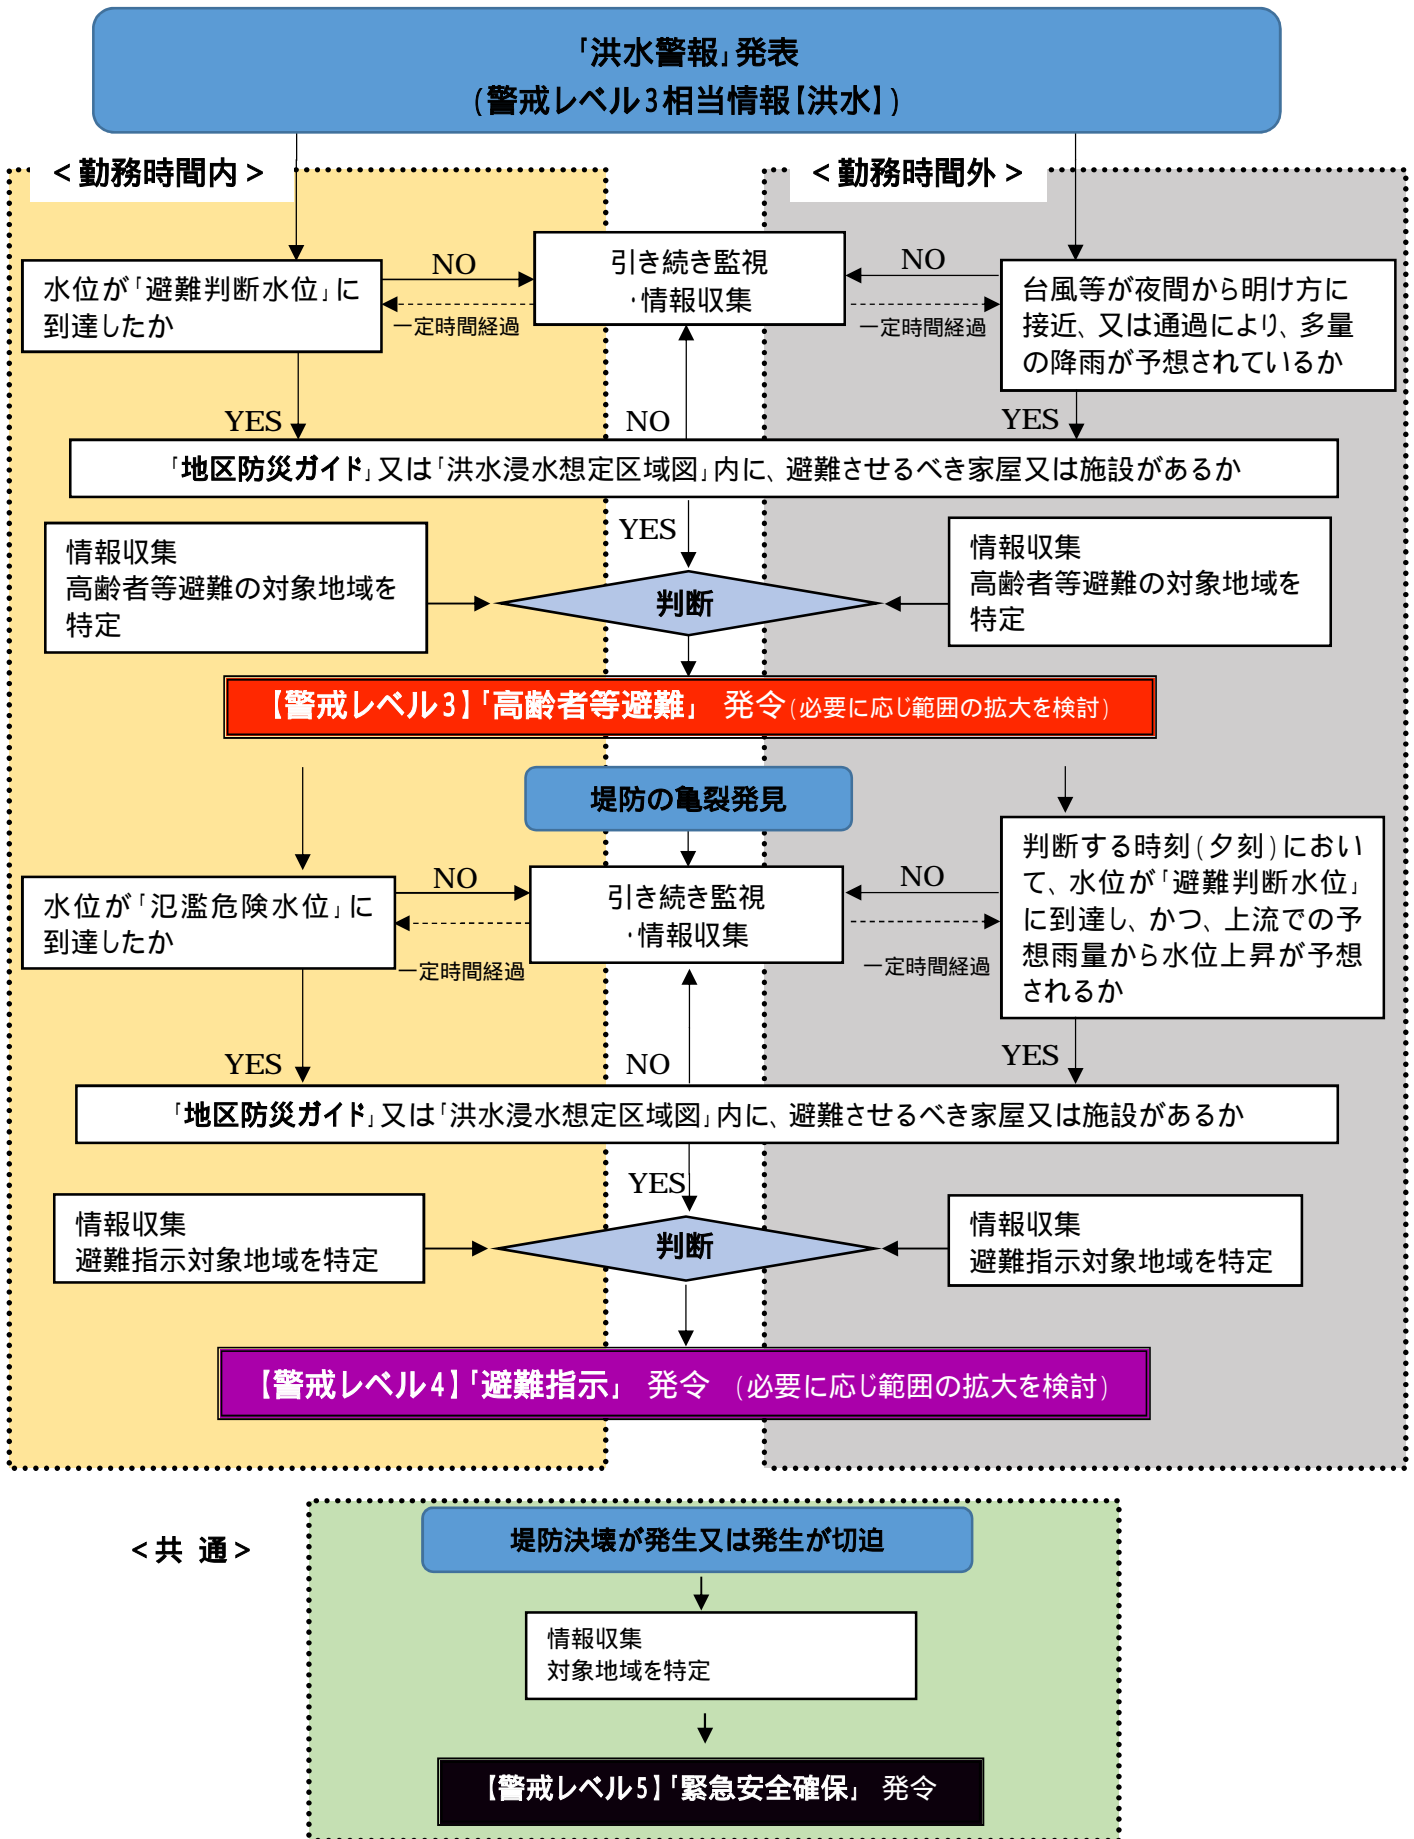 「洪水警報」発表
(警戒レベル3相当情報【洪水】)
<勤務時間内>
<勤務時間外>
引き続き監視
・情報収集
NO
NO
水位が「避難判断水位」に
到達したか
一定時間経過
一定時間経過
台風等が夜間から明け方に
接近、又は通過により、多量
の降雨が予想されているか
YES
NO
YES
「地区防災ガイド」又は「洪水浸水想定区域図」内に、避難させるべき家屋又は施設があるか
YES
情報収集
高齢者等避難の対象地域を
特定
判断
情報収集
高齢者等避難の対象地域を
特定
【警戒レベル3】「高齢者等避難」 発令(必要に応じ範囲の拡大を検討)
堤防の亀裂発見
水位が「氾濫危険水位」に
到達したか
NO
一定時間経過
引き続き監視
・情報収集
NO
一定時間経過
判断する時刻(夕刻)におい
て、水位が「避難判断水位」
に到達し、かつ、上流での予
想雨量から水位上昇が予想
されるか
YES
NO
YES
「地区防災ガイド」又は「洪水浸水想定区域図」内に、避難させるべき家屋又は施設があるか
YES
情報収集
避難指示対象地域を特定
判断
情報収集
避難指示対象地域を特定
【警戒レベル4】「避難指示」 発令 (必要に応じ範囲の拡大を検討)
<共 通>
堤防決壊が発生又は発生が切迫
情報収集
対象地域を特定
【警戒レベル5】「緊急安全確保」 発令